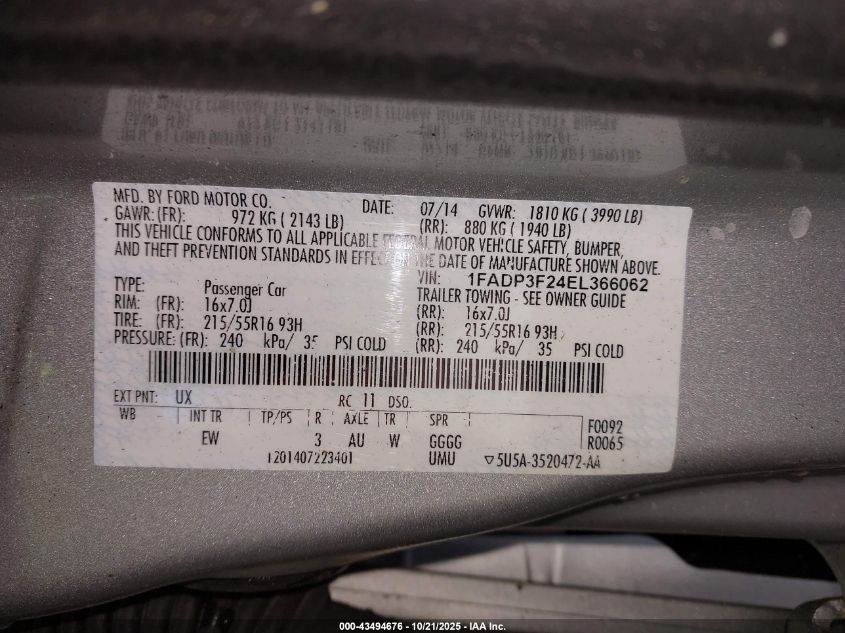 MFD. BY FORD MOTOR CO. DATE: 07/14 GVWR: 1810 KG ( 3990 LB)
GAWR: (FR): 972 KG ( 2143 LB) (RR): 880 KG ( 1940 LB)
THIS VEHICLE CONFORMS TO ALL APPLICABLE FEDERAL MOTOR VEHICLE SAFETY, BUMPER,
AND THEFT PREVENTION STANDARDS IN EFFECT ON THE DATE OF MANUFACTURE SHOWN ABOVE.
VIN: 1FADP3F24EL366062
TYPE: Passenger Car TRAILER TOWING - SEE OWNER GUIDE
RIM: (FR): 16x7.0J (RR): 16x7.0J
TIRE: (FR): 215/55R16 93H (RR): 215/55R16 93H
PRESSURE: (FR): 240 kPa/ 35 PSI COLD (RR): 240 kPa/ 35 PSI COLD
EXT PNT: UX RC 11 DSO:
WB INT TR TP/PS R AXLE TR SPR F0092
EW 3 AU W GGGG R0065
1201407223401 UMU ▽5U5A-3520472-AA
000-43494676 - 10/21/2025 - IAA Inc.